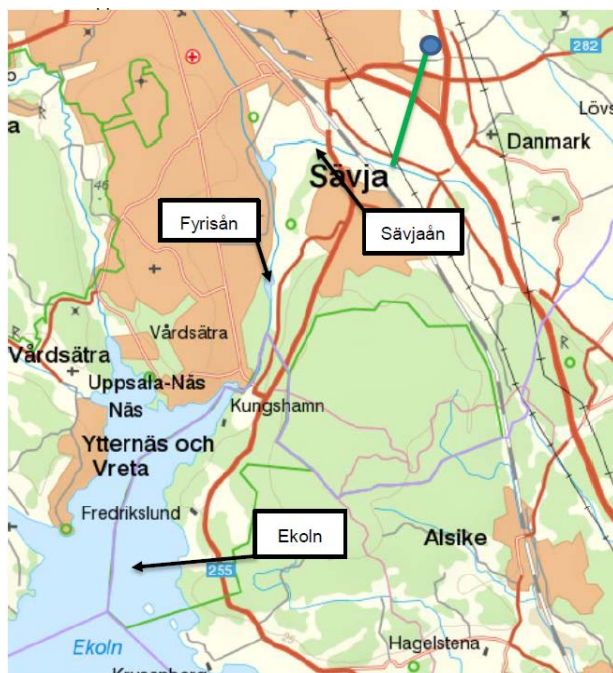 282
Lövs
Danmark
a
46
Sävja
Fyrisån
Sävjaån
R
R
Vårdsätra
Vårdsätra
Uppsala-Näs
Näs
Kungshamn
Ytternäs och
Vreta
Fredrikslund
Ekoln
Alsike
255
25
Ekoln
Hagelstena